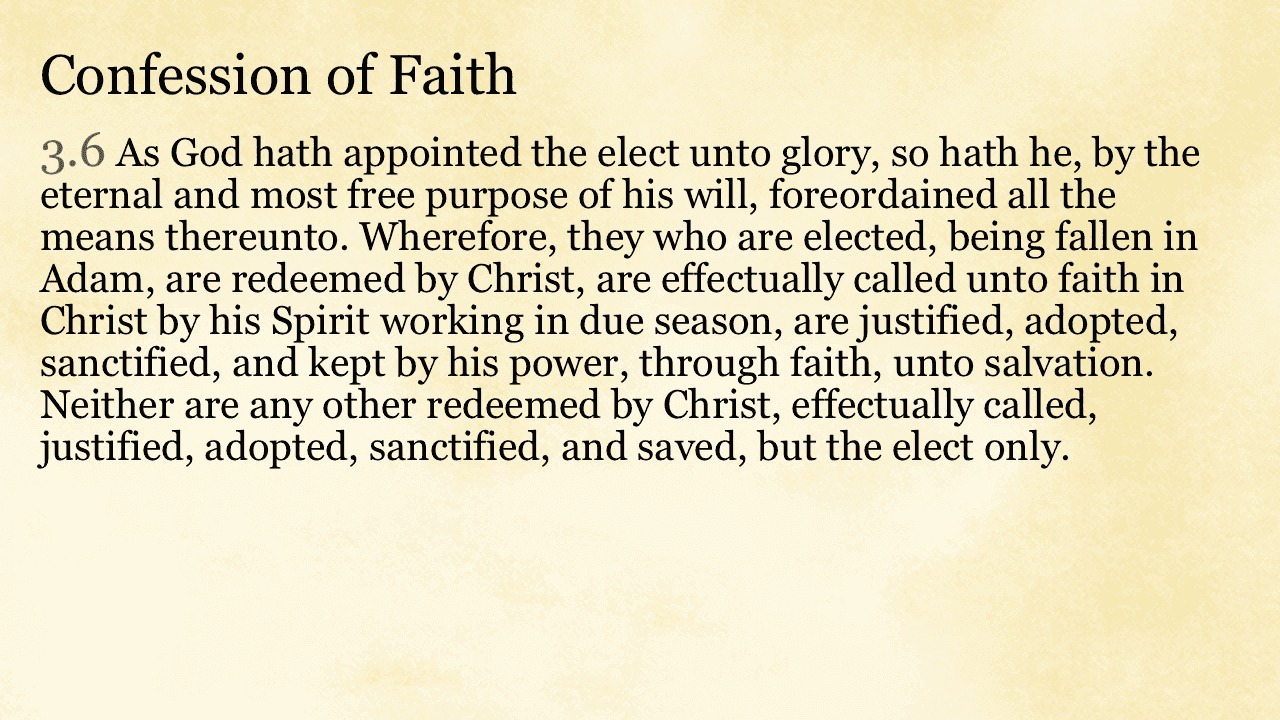 Confession of Faith
3.6 As God hath appointed the elect unto glory, so hath he, by the
eternal and most free purpose of his will, foreordained all the
means thereunto. Wherefore, they who are elected, being fallen in
Adam, are redeemed by Christ, are effectually called unto faith in
Christ by his Spirit working in due season, are justified, adopted,
sanctified, and kept by his power, through faith, unto salvation.
Neither are any other redeemed by Christ, effectually called,
justified, adopted, sanctified, and saved, but the elect only.